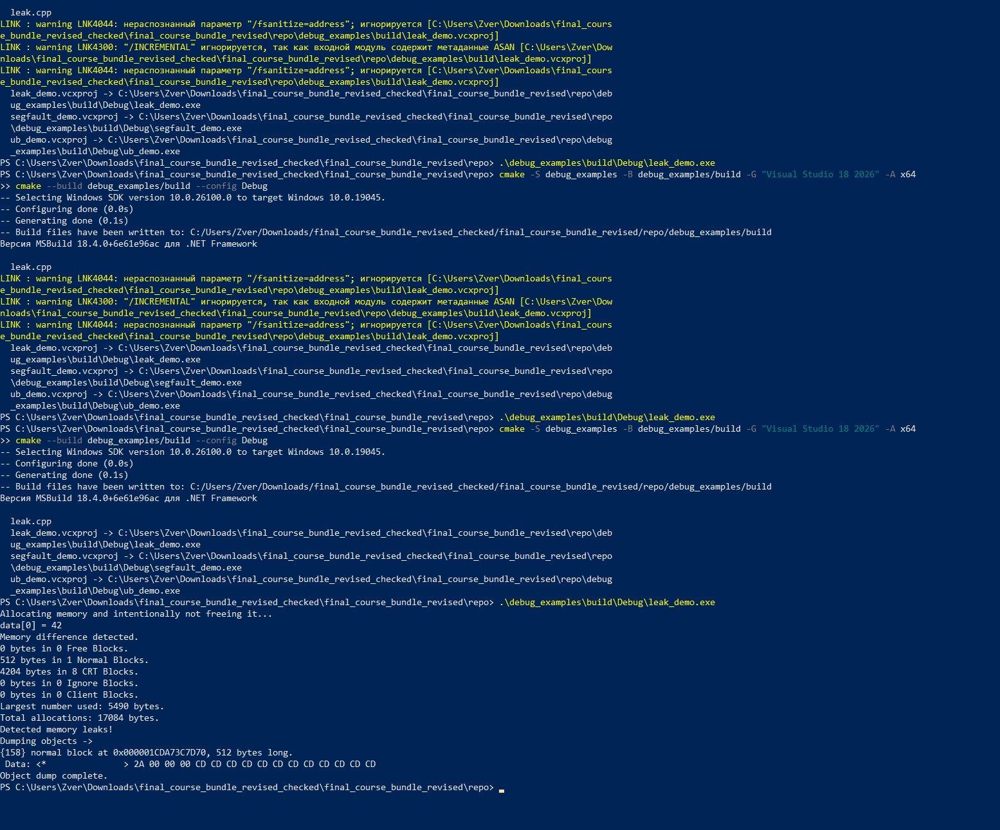 leak.cpp
LINK : warning LNK4044: нераспознанный параметр "/fsanitize=address"; игнорируется [C:\Users\Zver\Downloads\final_cours
e_bundle_revised_checked\final_course_bundle_revised\repo\debug_examples\build\leak_demo.vcxproj]
LINK : warning LNK4300: "/INCREMENTAL" игнорируется, так как входной модуль содержит метаданные ASAN [C:\Users\Zver\Dow
nloads\final_course_bundle_revised_checked\final_course_bundle_revised\repo\debug_examples\build\leak_demo.vcxproj]
LINK : warning LNK4044: нераспознанный параметр "/fsanitize=address"; игнорируется [C:\Users\Zver\Downloads\final_cours
e_bundle_revised_checked\final_course_bundle_revised\repo\debug_examples\build\leak_demo.vcxproj]
leak_demo.vcxproj -> C:\Users\Zver\Downloads\final_course_bundle_revised_checked\final_course_bundle_revised\repo\deb
ug_examples\build\Debug\leak_demo.exe
segfault_demo.vcxproj -> C:\Users\Zver\Downloads\final_course_bundle_revised_checked\final_course_bundle_revised\repo
\debug_examples\build\Debug\segfault_demo.exe
ub_demo.vcxproj -> C:\Users\Zver\Downloads\final_course_bundle_revised_checked\final_course_bundle_revised\repo\debug
_examples\build\Debug\ub_demo.exe
PS C:\Users\Zver\Downloads\final_course_bundle_revised_checked\final_course_bundle_revised\repo> .\debug_examples\build\Debug\leak_demo.exe
PS C:\Users\Zver\Downloads\final_course_bundle_revised_checked\final_course_bundle_revised\repo> cmake -S debug_examples -B debug_examples/build -G "Visual Studio 18 2026" -A x64
>> cmake --build debug_examples/build --config Debug
-- Selecting Windows SDK version 10.0.26100.0 to target Windows 10.0.19045.
-- Configuring done (0.0s)
-- Generating done (0.1s)
-- Build files have been written to: C:/Users/Zver/Downloads/final_course_bundle_revised_checked/final_course_bundle_revised/repo/debug_examples/build
Версия MSBuild 18.4.0+6e61e96ac для .NET Framework
leak.cpp
LINK : warning LNK4044: нераспознанный параметр "/fsanitize=address"; игнорируется [C:\Users\Zver\Downloads\final_cours
e_bundle_revised_checked\final_course_bundle_revised\repo\debug_examples\build\leak_demo.vcxproj]
LINK : warning LNK4300: "/INCREMENTAL" игнорируется, так как входной модуль содержит метаданные ASAN [C:\Users\Zver\Dow
nloads\final_course_bundle_revised_checked\final_course_bundle_revised\repo\debug_examples\build\leak_demo.vcxproj]
LINK : warning LNK4044: нераспознанный параметр "/fsanitize=address"; игнорируется [C:\Users\Zver\Downloads\final_cours
e_bundle_revised_checked\final_course_bundle_revised\repo\debug_examples\build\leak_demo.vcxproj]
leak_demo.vcxproj -> C:\Users\Zver\Downloads\final_course_bundle_revised_checked\final_course_bundle_revised\repo\deb
ug_examples\build\Debug\leak_demo.exe
segfault_demo.vcxproj -> C:\Users\Zver\Downloads\final_course_bundle_revised_checked\final_course_bundle_revised\repo
\debug_examples\build\Debug\segfault_demo.exe
ub_demo.vcxproj -> C:\Users\Zver\Downloads\final_course_bundle_revised_checked\final_course_bundle_revised\repo\debug
_examples\build\Debug\ub_demo.exe
PS C:\Users\Zver\Downloads\final_course_bundle_revised_checked\final_course_bundle_revised\repo> .\debug_examples\build\Debug\leak_demo.exe
PS C:\Users\Zver\Downloads\final_course_bundle_revised_checked\final_course_bundle_revised\repo> cmake -S debug_examples -B debug_examples/build -G "Visual Studio 18 2026" -A x64
>> cmake --build debug_examples/build --config Debug
-- Selecting Windows SDK version 10.0.26100.0 to target Windows 10.0.19045.
-- Configuring done (0.0s)
-- Generating done (0.1s)
-- Build files have been written to: C:/Users/Zver/Downloads/final_course_bundle_revised_checked/final_course_bundle_revised/repo/debug_examples/build
Версия MSBuild 18.4.0+6e61e96ac для .NET Framework
leak.cpp
leak_demo.vcxproj -> C:\Users\Zver\Downloads\final_course_bundle_revised_checked\final_course_bundle_revised\repo\deb
ug_examples\build\Debug\leak_demo.exe
segfault_demo.vcxproj -> C:\Users\Zver\Downloads\final_course_bundle_revised_checked\final_course_bundle_revised\repo
\debug_examples\build\Debug\segfault_demo.exe
ub_demo.vcxproj -> C:\Users\Zver\Downloads\final_course_bundle_revised_checked\final_course_bundle_revised\repo\debug
_examples\build\Debug\ub_demo.exe
PS C:\Users\Zver\Downloads\final_course_bundle_revised_checked\final_course_bundle_revised\repo> .\debug_examples\build\Debug\leak_demo.exe
Allocating memory and intentionally not freeing it...
data[0] = 42
Memory difference detected.
0 bytes in 0 Free Blocks.
512 bytes in 1 Normal Blocks.
4204 bytes in 8 CRT Blocks.
0 bytes in 0 Ignore Blocks.
0 bytes in 0 Client Blocks.
Largest number used: 5490 bytes.
Total allocations: 17084 bytes.
Detected memory leaks!
Dumping objects ->
{158} normal block at 0x000001CDA73C7D70, 512 bytes long.
Data: <*               > 2A 00 00 00 CD CD CD CD CD CD CD CD CD CD CD CD
Object dump complete.
PS C:\Users\Zver\Downloads\final_course_bundle_revised_checked\final_course_bundle_revised\repo>